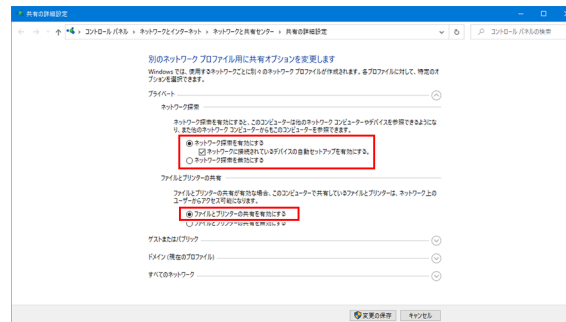 共有の詳細設定
コントロール パネル › ネットワークとインターネット › ネットワークと共有センター › 共有の詳細設定
コントロール パネルの検索
別のネットワーク プロファイル用に共有オプションを変更します
Windows では、使用するネットワークごとに別々のネットワーク プロファイルが作成されます。各プロファイルに対して、特定のオ
プションを選択できます。
プライベート
ネットワーク探索
ネットワーク探索を有効にすると、このコンピューターは他のネットワーク コンピューターやデバイスを参照できるようにな
り、また他のネットワーク コンピューターからもこのコンピューターを参照できます。
ネットワーク探索を有効にする
ネットワークに接続されているデバイスの自動セットアップを有効にする。
ネットワーク探索を無効にする
ファイルとプリンターの共有
ファイルとプリンターの共有が有効な場合、このコンピューターで共有しているファイルとプリンターは、ネットワーク上の
ユーザーからアクセス可能になります。
ファイルとプリンターの共有を有効にする
ファイルとプリンターの共有を無効にする
ゲストまたはパブリック
ドメイン (現在のプロファイル)
すべてのネットワーク
変更の保存
キャンセル